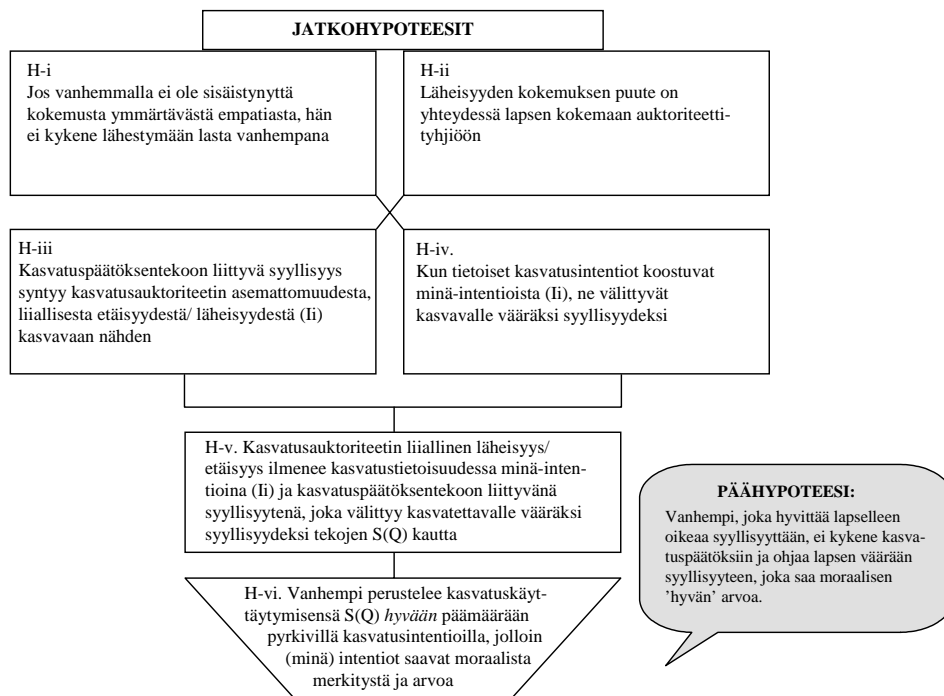 JATKOHYPOTEESIT
H-i
Jos vanhemmalla ei ole sisäistynyttä
kokemusta ymmärtävästä empatiasta, hän
ei kykene lähestymään lasta vanhempana
H-ii
Läheisyyden kokemuksen puute on
yhteydessä lapsen kokemaan auktoriteetti-
tyhjiöön
H-iii
Kasvatuspäätöksentekoon liittyvä syyllisyys
syntyy kasvatusauktoriteetin asemattomuudesta,
liiallisesta etäisyydestä/ läheisyydestä (Ii)
kasvavaan nähden
H-iv.
Kun tietoiset kasvatusintentiot koostuvat
minä-intentioista (Ii), ne välittyvät
kasvavalle vääräksi syyllisyydeksi
H-v. Kasvatusauktoriteetin liiallinen läheisyys/
etäisyys ilmenee kasvatustietoisuudessa minä-inten-
tioina (Ii) ja kasvatuspäätöksentekoon liittyvänä
syyllisyytenä, joka välittyy kasvatettavalle vääräksi
syyllisyydeksi tekojen S(Q) kautta
PÄÄHYPOTEESI:
Vanhempi, joka hyvittää lapselleen
oikeaa syyllisyyttään, ei kykene kasva-
tuspäätöksiin ja ohjaa lapsen väärään
syyllisyyteen, joka saa moraalisen
’hyvän’ arvoa.
H-vi. Vanhempi perustelee kasvatuskäyt-
täytymisensä S(Q) hyvään päämäärään
pyrkivillä kasvatusintentioilla, jolloin
(minä) intentiot saavat moraalista
merkitystä ja arvoa